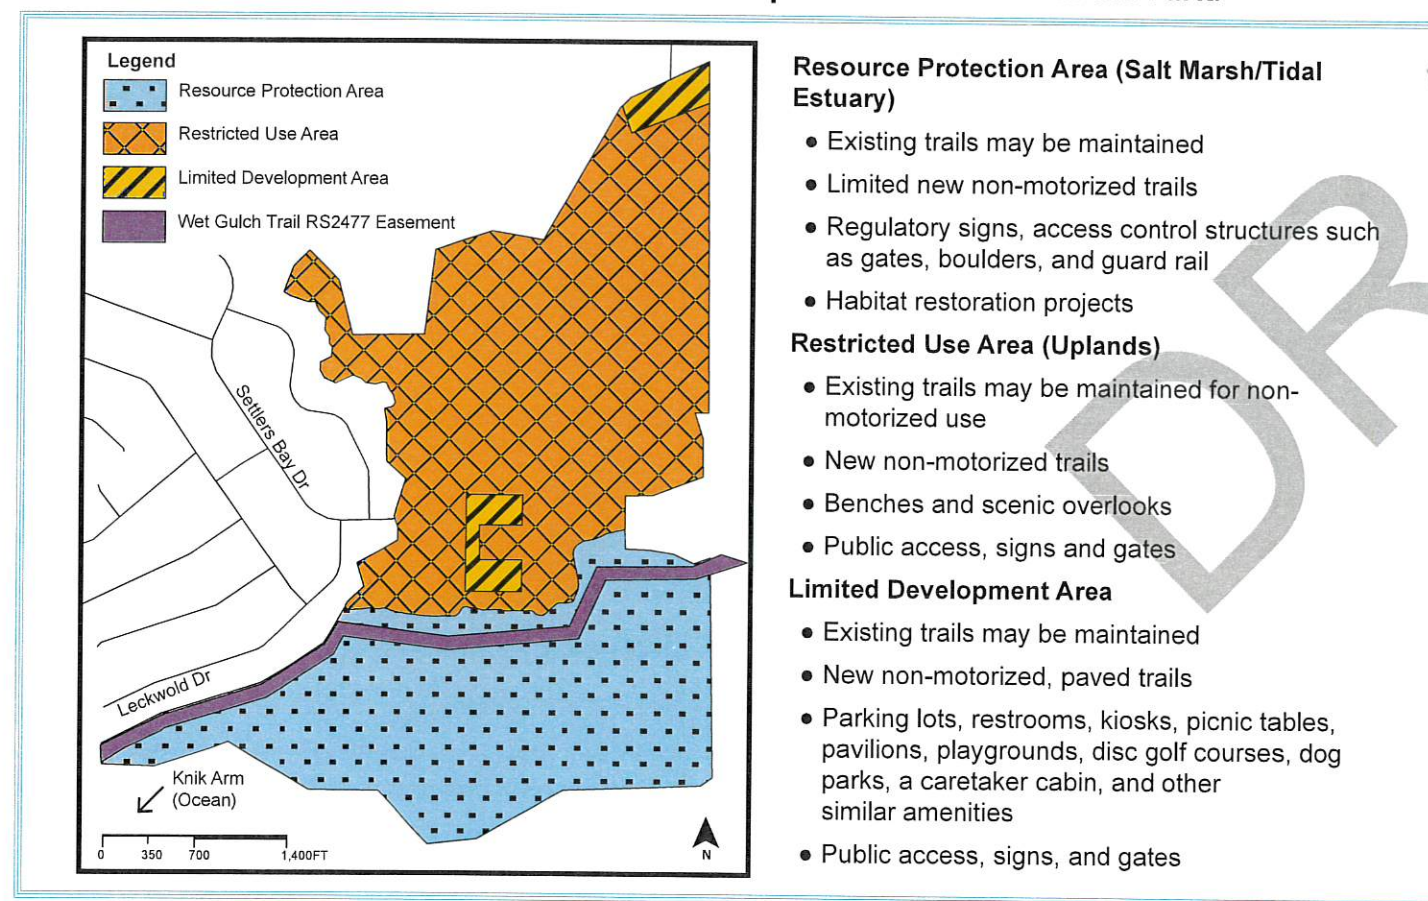 Legend
Resource Protection Area
Restricted Use Area
Limited Development Area
Wet Gulch Trail RS2477 Easement
Settlers Bay Dr
Leckwold Dr
Knik Arm
(Ocean)
0 350 700 1,400FT
N
Resource Protection Area (Salt Marsh/Tidal
Estuary)
• Existing trails may be maintained
• Limited new non-motorized trails
• Regulatory signs, access control structures such
as gates, boulders, and guard rail
• Habitat restoration projects
Restricted Use Area (Uplands)
• Existing trails may be maintained for non-
motorized use
• New non-motorized trails
• Benches and scenic overlooks
• Public access, signs and gates
Limited Development Area
• Existing trails may be maintained
• New non-motorized, paved trails
• Parking lots, restrooms, kiosks, picnic tables,
pavilions, playgrounds, disc golf courses, dog
parks, a caretaker cabin, and other
similar amenities
• Public access, signs, and gates
DR